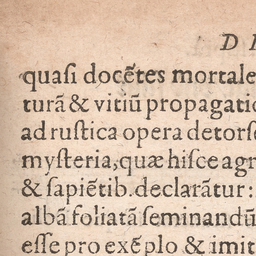 D I
quaſi docẽtes mortale
turã & vitiũ propagatio
ad ruſtica opera detorſe
myſteria, quæ hiſce agr
& ſapiẽtib. declarãtur:
albã foliatã ſeminandũ
eſſe pro exẽplo & imit